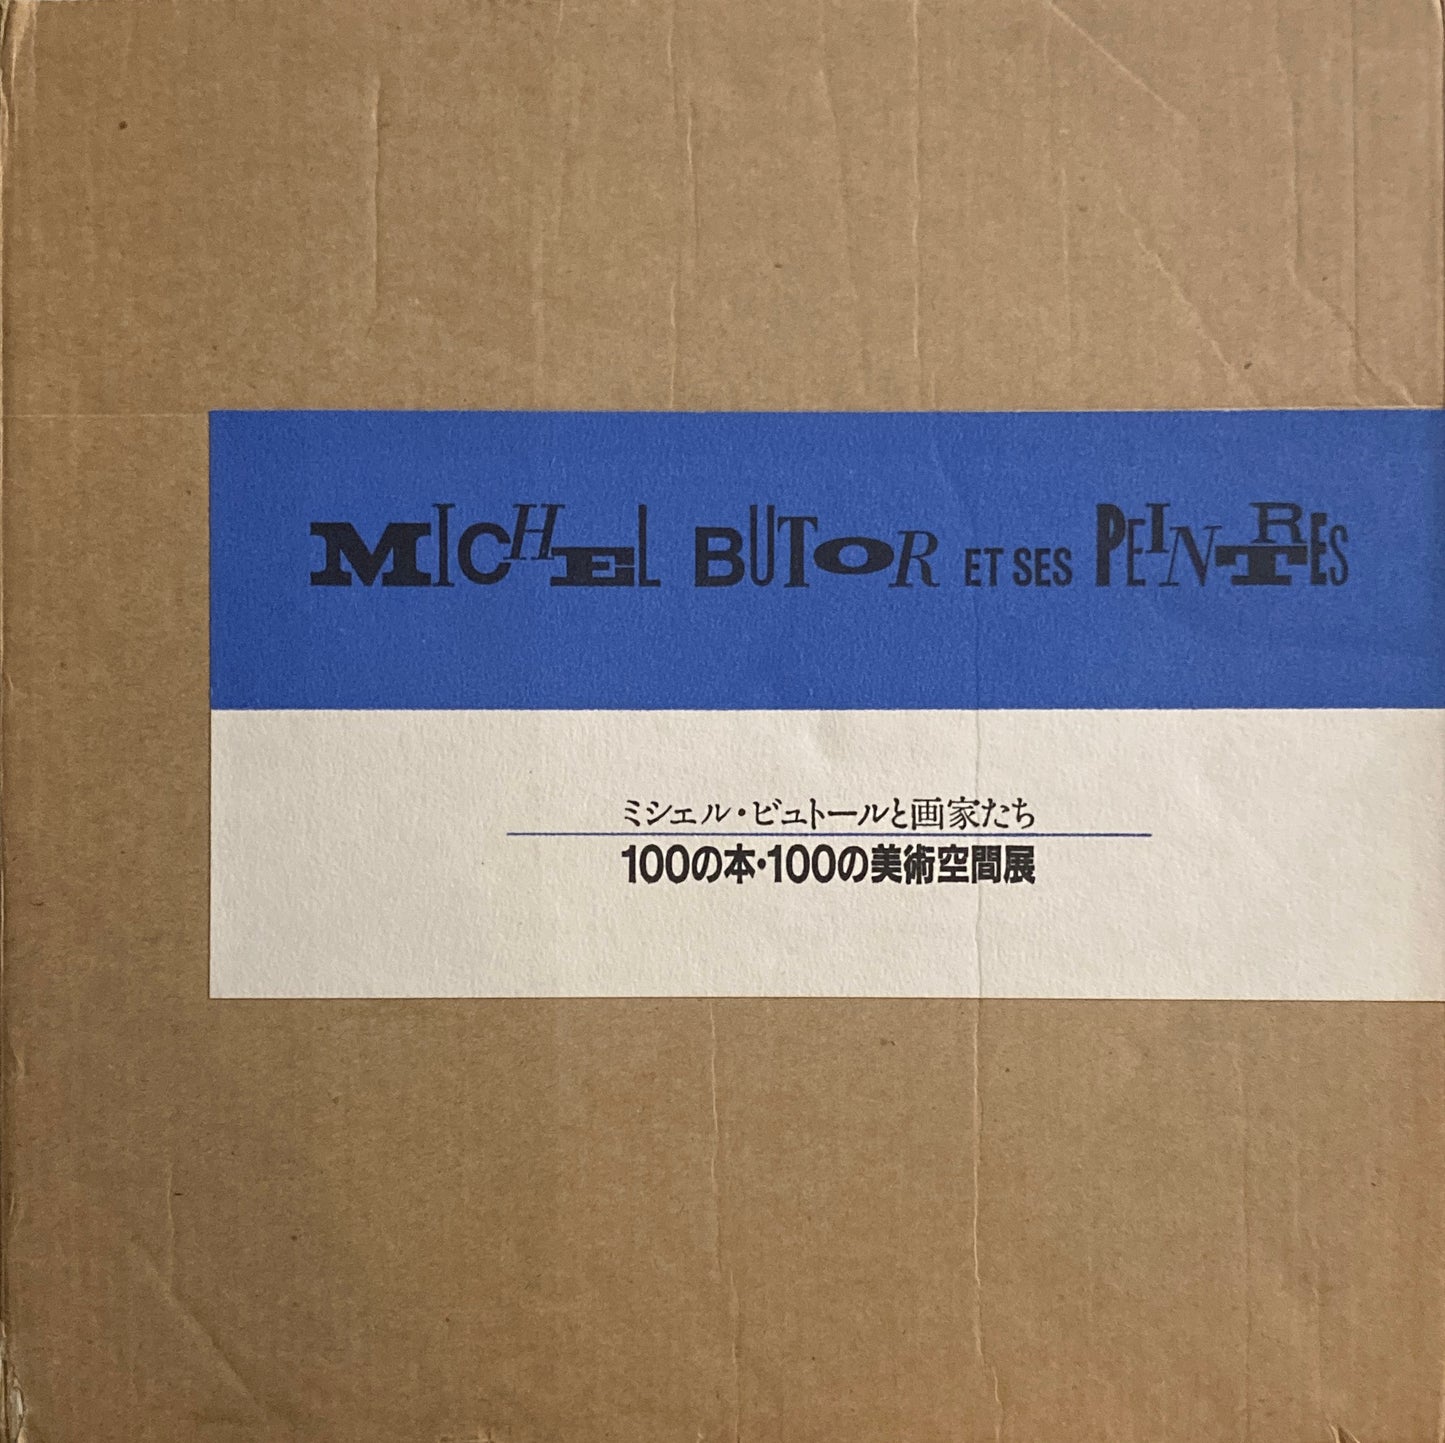 MICHEL BUTOR ET SES PEINTRES
ミシェル・ビュトールと画家たち
100の本・100の美術空間展